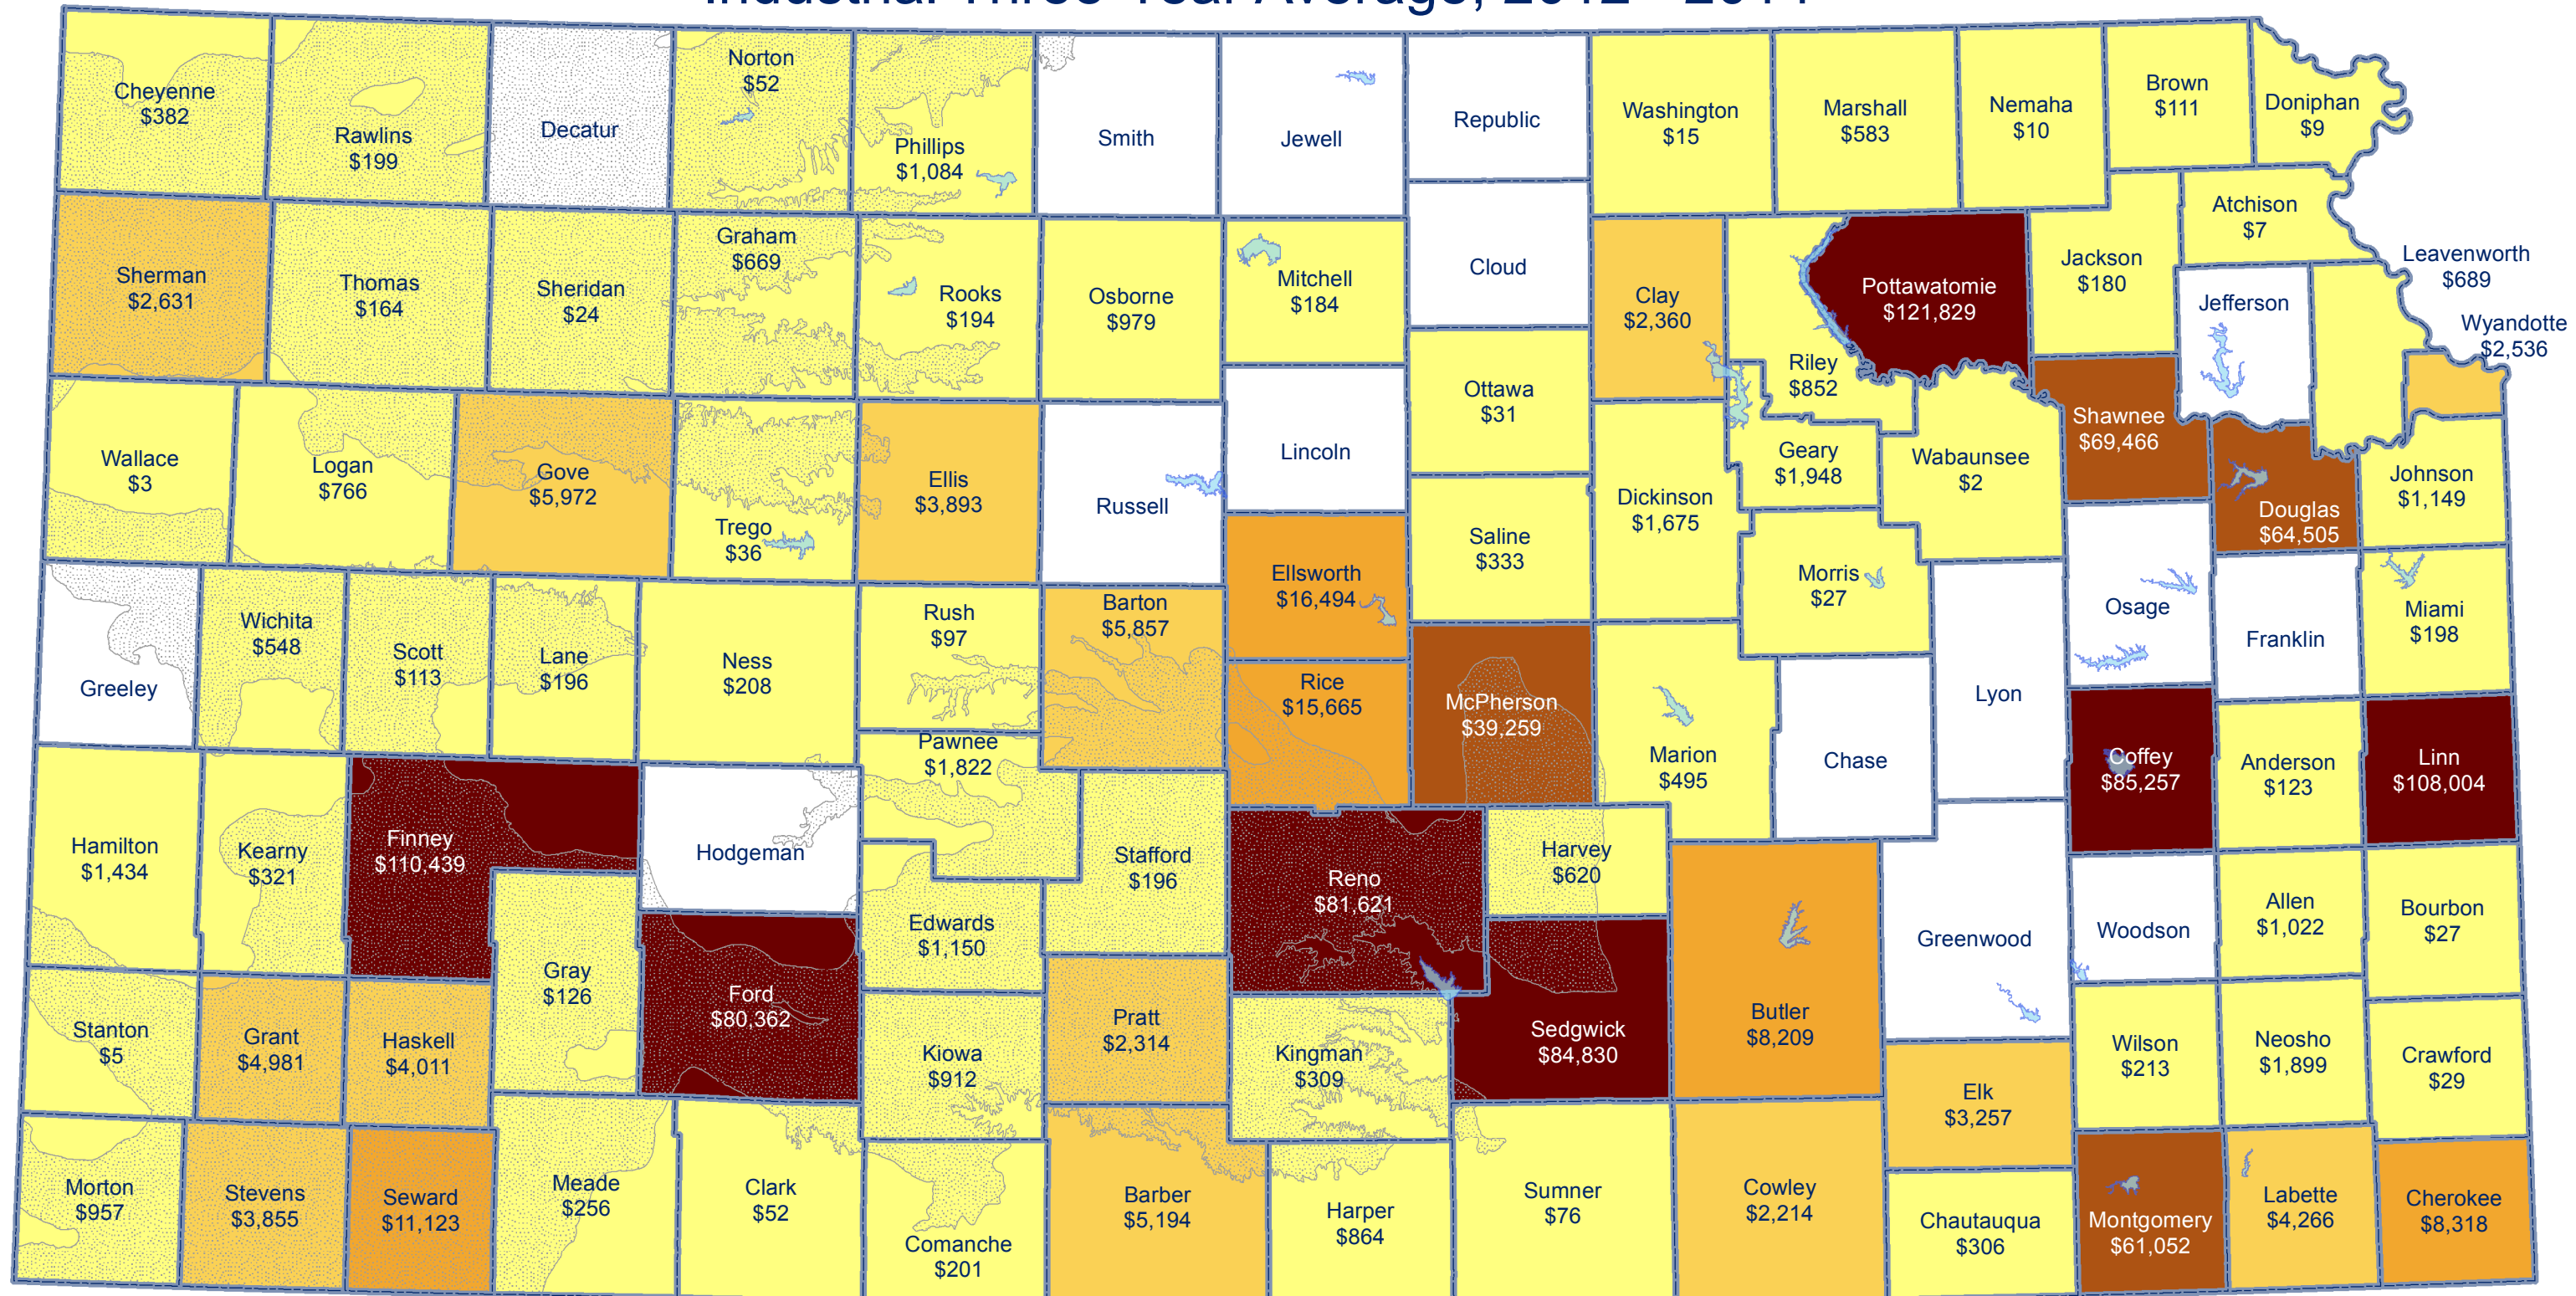 Cheyenne
$382
Rawlins
$199
Decatur
Norton
$52
Phillips
$1,084
Smith
Jewell
Republic
Washington
$15
Marshall
$583
Nemaha
$10
Brown
$111
Doniphan
$9
Atchison
$7
Sherman
$2,631
Thomas
$164
Sheridan
$24
Graham
$669
Rooks
$194
Osborne
$979
Mitchell
$184
Cloud
Clay
$2,360
Riley
$852
Pottawatomie
$121,829
Jackson
$180
Jefferson
Leavenworth
$689
Wyandotte
$2,536
Wallace
$3
Logan
$766
Gove
$5,972
Trego
$36
Ellis
$3,893
Russell
Lincoln
Ottawa
$31
Saline
$333
Dickinson
$1,675
Geary
$1,948
Wabaunsee
$2
Shawnee
$69,466
Douglas
$64,505
Johnson
$1,149
Greeley
Wichita
$548
Scott
$113
Lane
$196
Ness
$208
Rush
$97
Barton
$5,857
Ellsworth
$16,494
Rice
$15,665
McPherson
$39,259
Marion
$495
Morris
$27
Chase
Lyon
Osage
Franklin
Miami
$198
Hamilton
$1,434
Kearny
$321
Finney
$110,439
Hodgeman
Pawnee
$1,822
Stafford
$196
Edwards
$1,150
Reno
$81,621
Harvey
$620
Coffey
$85,257
Anderson
$123
Linn
$108,004
Gray
$126
Ford
$80,362
Kiowa
$912
Pratt
$2,314
Kingman
$309
Sedgwick
$84,830
Butler
$8,209
Greenwood
Woodson
Allen
$1,022
Bourbon
$27
Stanton
$5
Grant
$4,981
Haskell
$4,011
Elk
$3,257
Wilson
$213
Neosho
$1,899
Crawford
$29
Morton
$957
Stevens
$3,855
Seward
$11,123
Meade
$256
Clark
$52
Comanche
$201
Barber
$5,194
Harper
$864
Sumner
$76
Cowley
$2,214
Chautauqua
$306
Montgomery
$61,052
Labette
$4,266
Cherokee
$8,318